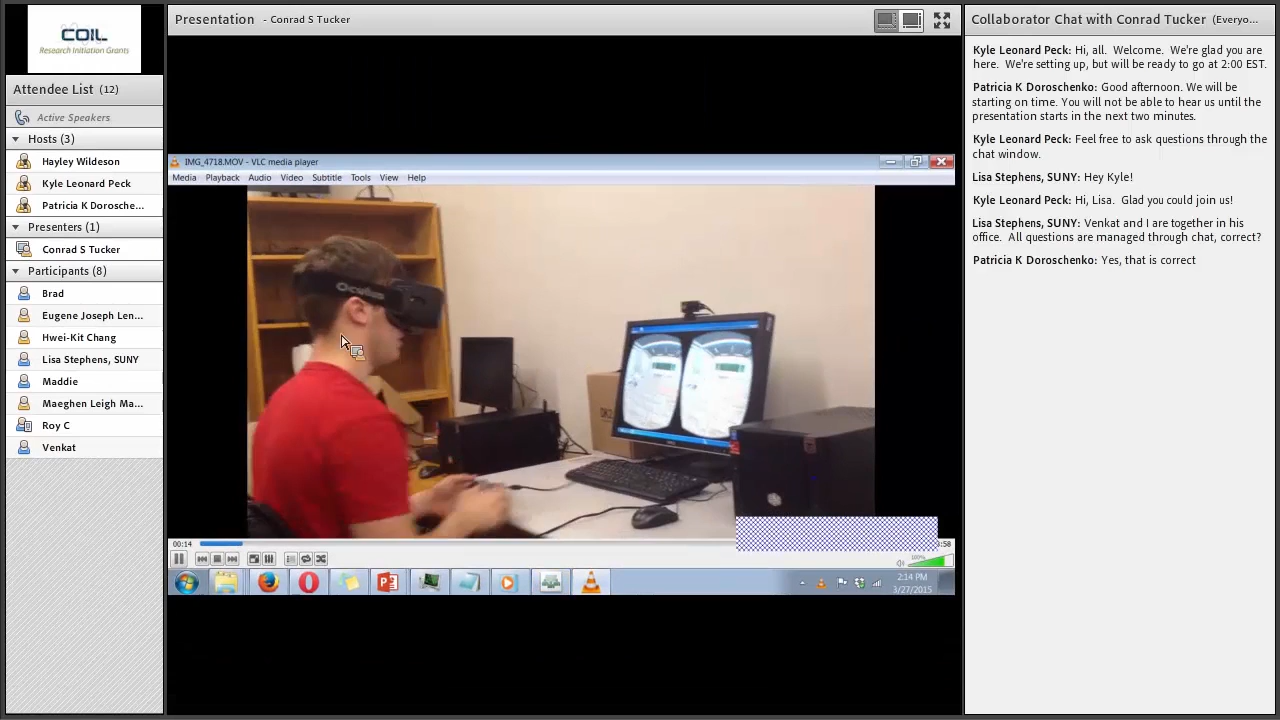 COIL
Research Initiation Grants
Attendee List (12)
Active Speakers
Hosts (3)
Hayley Wildeson
Kyle Leonard Peck
Patricia K Dorosche...
Presenters (1)
Conrad S Tucker
Participants (8)
Brad
Eugene Joseph Len...
Hwei-Kit Chang
Lisa Stephens, SUNY
Maddie
Maeghen Leigh Ma...
Roy C
Venkat
Presentation - Conrad S Tucker
IMG_4718.MOV - VLC media player
Media Playback Audio Video Subtitle Tools View Help
Oculus
00:14
:58
100%
2:14 PM
3/27/2015
Collaborator Chat with Conrad Tucker (Everyo...
Kyle Leonard Peck: Hi, all. Welcome. We're glad you are
here. We're setting up, but will be ready to go at 2:00 EST.
Patricia K Doroschenko: Good afternoon. We will be
starting on time. You will not be able to hear us until the
presentation starts in the next two minutes.
Kyle Leonard Peck: Feel free to ask questions through the
chat window.
Lisa Stephens, SUNY: Hey Kyle!
Kyle Leonard Peck: Hi, Lisa. Glad you could join us!
Lisa Stephens, SUNY: Venkat and I are together in his
office. All questions are managed through chat, correct?
Patricia K Doroschenko: Yes, that is correct